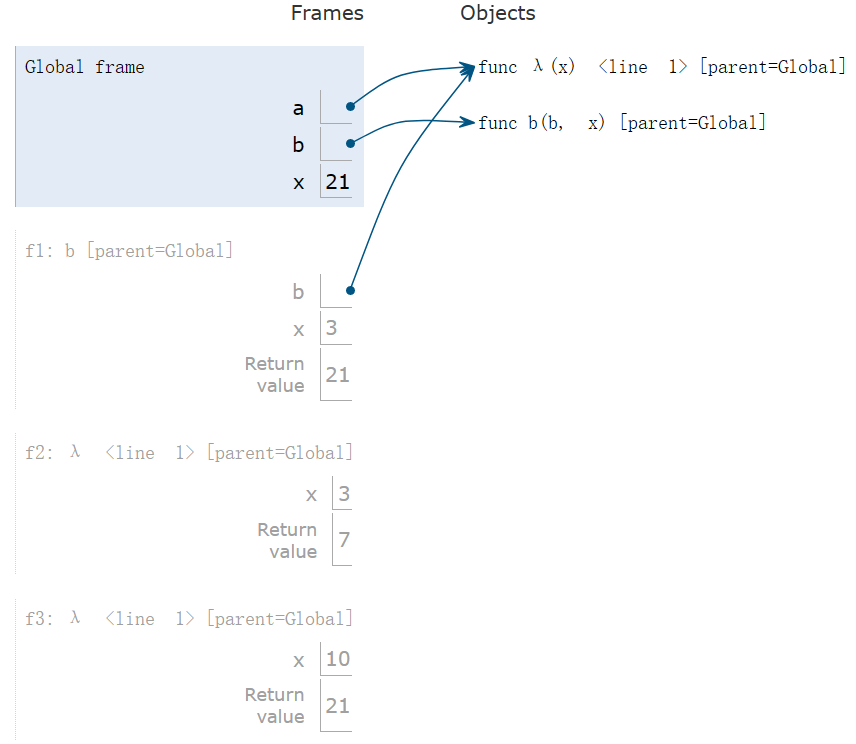 Frames Objects
Global frame
func λ(x) <line 1> [parent=Global]
a
func b(b, x) [parent=Global]
b
x 21
f1: b [parent=Global]
b
x 3
Return
value 21
f2: λ <line 1> [parent=Global]
x 3
Return
value 7
f3: λ <line 1> [parent=Global]
x 10
Return
value 21